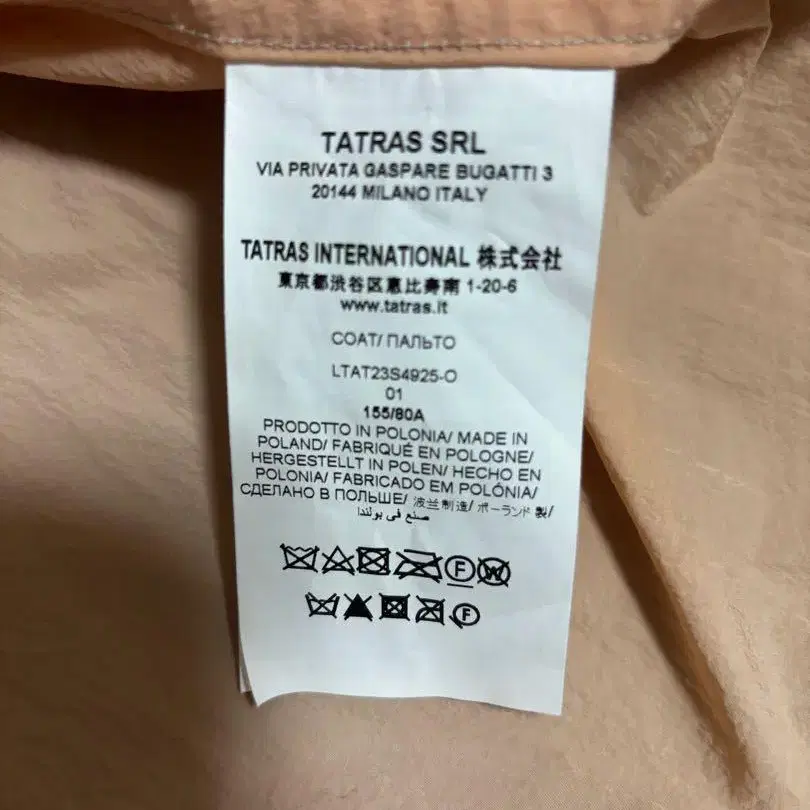 TATRAS SRL
VIA PRIVATA GASPARE BUGATTI 3
20144 MILANO ITALY
TATRAS INTERNATIONAL 株式会社
東京都渋谷区恵比寿南 1-20-6
www.tatras.it
COAT/ ПАЛЬТО
LTAT23S4925-O
01
155/80A
PRODOTTO IN POLONIA/ MADE IN
POLAND/ FABRIQUÉ EN POLOGNE/
HERGESTELLT IN POLEN/ HECHO EN
POLONIA/ FABRICADO EM POLÓNIA/
СДЕЛАНО В ПОЛЬШЕ/ 波兰制造/ ポーランド 製/
صنع في بولندا
F W
F